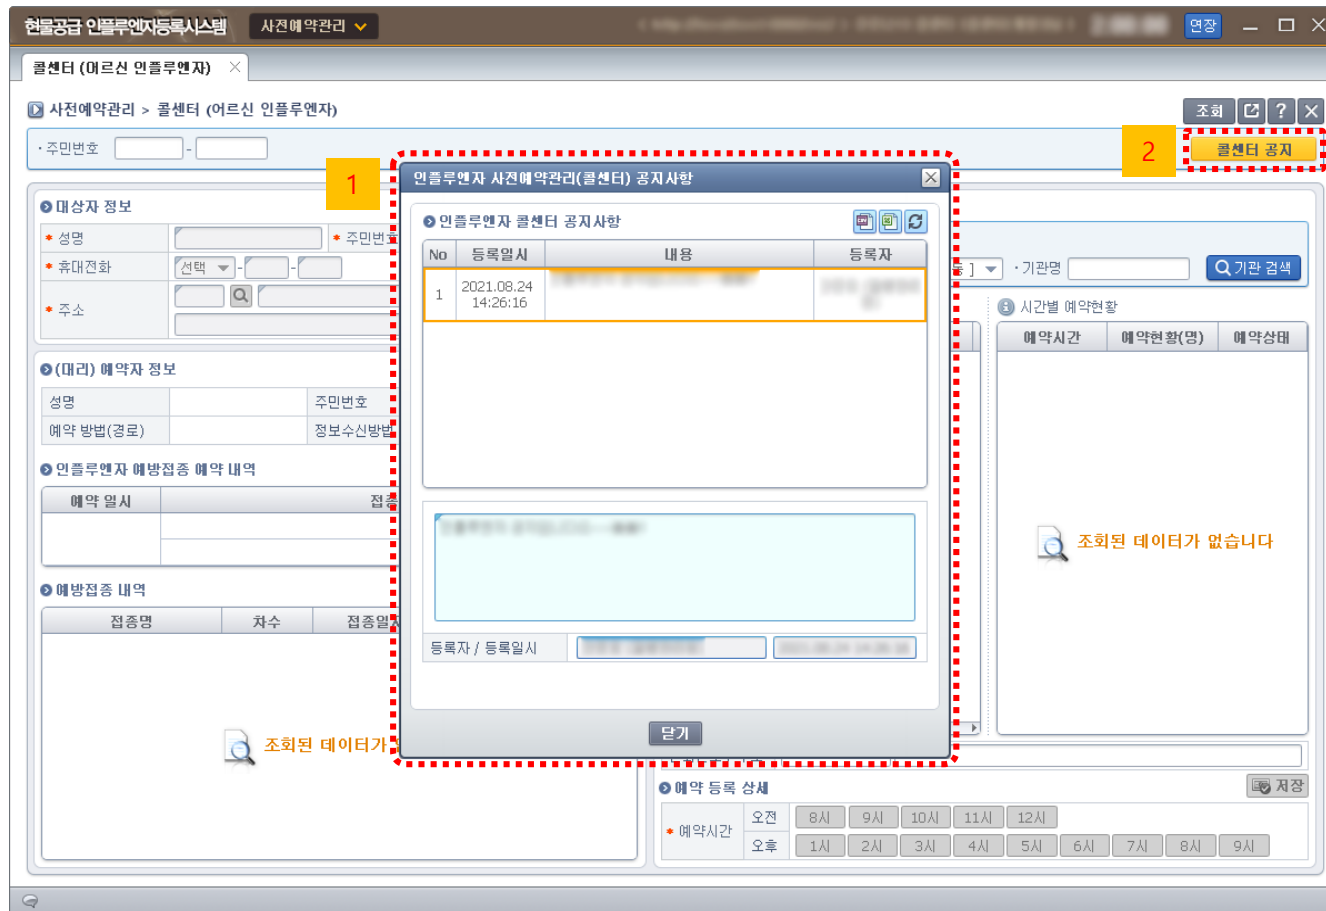 현물공급 인플루엔자등록시스템 사전예약관리 연장
콜센터 (어르신 인플루엔자)
사전예약관리 > 콜센터 (어르신 인플루엔자)
조회 ?
·주민번호 -
2
콜센터 공지
1
인플루엔자 사전예약관리(콜센터) 공지사항
인플루엔자 콜센터 공지사항
No 등록일시 내용 등록자
1 2021.08.24 14:26:16
등록자 / 등록일시
닫기
대상자 정보
* 성명 * 주민번호
* 휴대전화 선택 - -
* 주소
(대리) 예약자 정보
성명 주민번호
예약 방법(경로) 정보수신방법
인플루엔자 예방접종 예약 내역
예약 일시 접종
예방접종 내역
접종명 차수 접종일자
조회된 데이터가
] ·기관명 기관 검색
시간별 예약현황
예약시간 예약현황(명) 예약상태
조회된 데이터가 없습니다
예약 등록 상세 저장
* 예약시간
오전 8시 9시 10시 11시 12시
오후 1시 2시 3시 4시 5시 6시 7시 8시 9시